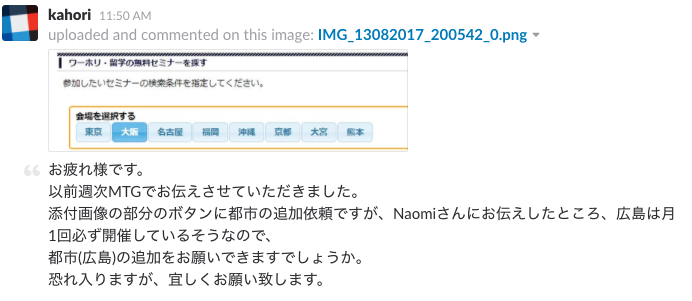 kahori 11:50 AM
uploaded and commented on this image: IMG_13082017_200542_0.png
ワーホリ・留学の無料セミナーを探す
参加したいセミナーの検索条件を指定してください。
会場を選択する
東京 大阪 名古屋 福岡 沖縄 京都 大宮 熊本
お疲れ様です。
以前週次MTGでお伝えさせていただきました。
添付画像の部分のボタンに都市の追加依頼ですが、Naomiさんにお伝えしたところ、広島は月
1回必ず開催しているそうなので、
都市(広島)の追加をお願いできますでしょうか。
恐れ入りますが、宜しくお願い致します。